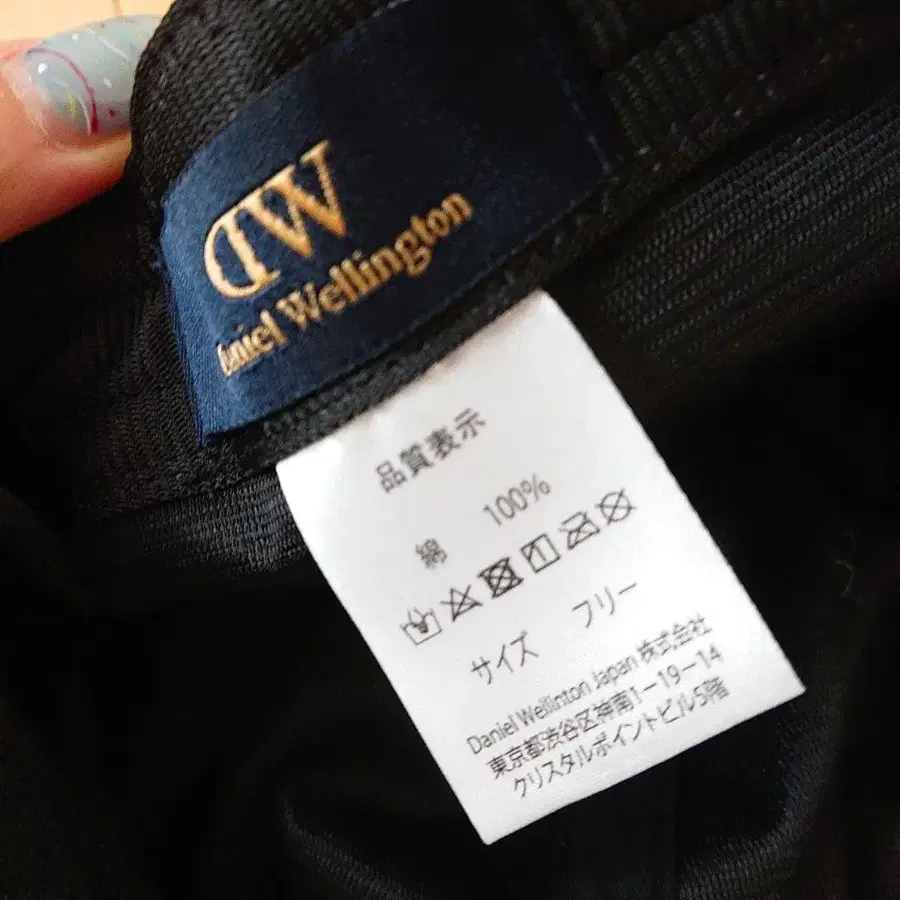 DW
Daniel Wellington
品質表示
綿 100%
サイズ フリー
Daniel Wellinton Japan 株式会社
東京都渋谷区神南1-19-14
クリスタルポイントビル5階